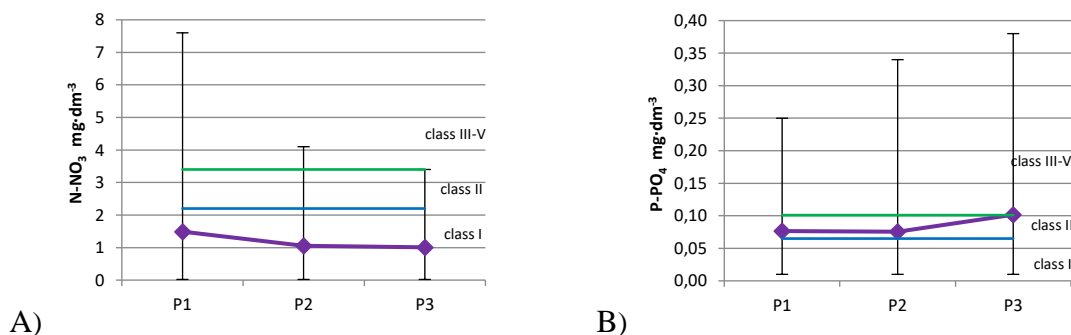 8
7
6
5
4
3
2
1
0
N-NO3 mg·dm-3
class III-V
class II
class I
P1 P2 P3
A)
0,40
0,35
0,30
0,25
0,20
0,15
0,10
0,05
0,00
P-PO4 mg·dm-3
class III-V
class II
class I
P1 P2 P3
B)